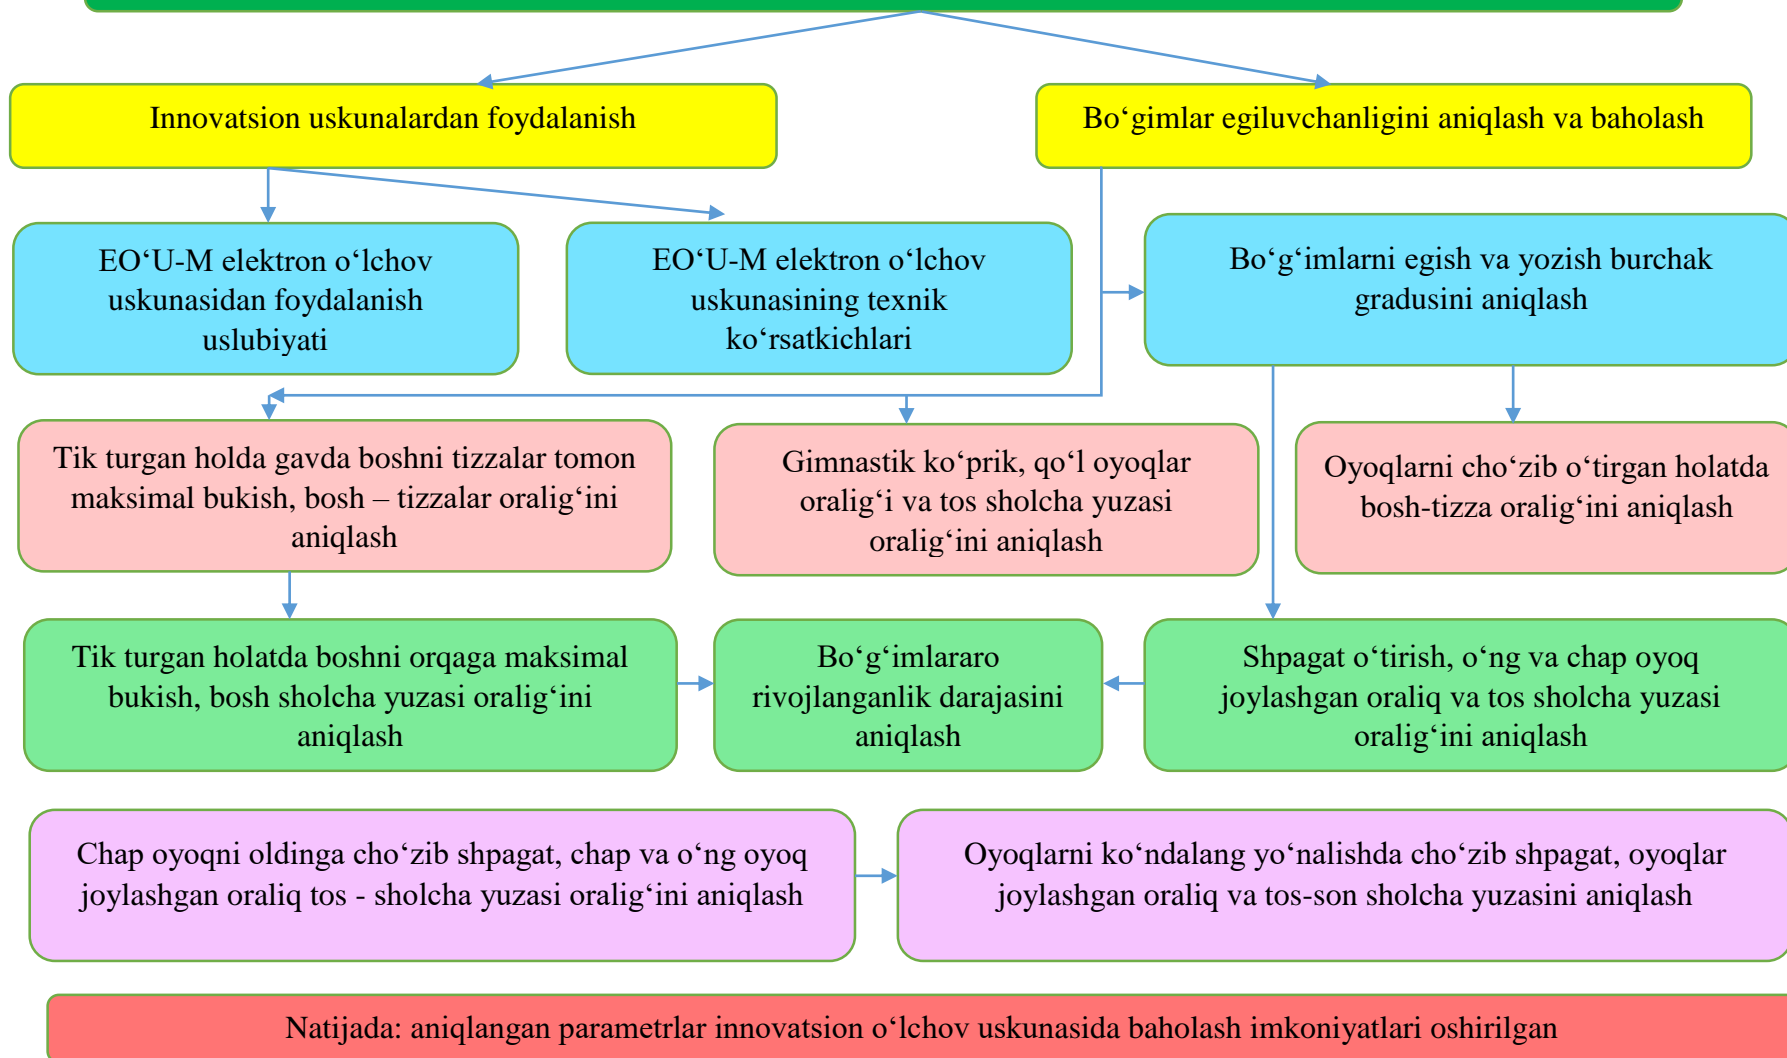 Innovatsion uskunalardan foydalanish
Bo‘gimlar egiluvchanligini aniqlash va baholash
EO‘U-M elektron o‘lchov
uskunasidan foydalanish
uslubiyati
EO‘U-M elektron o‘lchov
uskunasining texnik
ko‘rsatkichlari
Bo‘g‘imlarni egish va yozish burchak
gradusini aniqlash
Tik turgan holda gavda boshni tizzalar tomon
maksimal bukish, bosh – tizzalar oralig‘ini
aniqlash
Gimnastik ko‘prik, qo‘l oyoqlar
oralig‘i va tos sholcha yuzasi
oralig‘ini aniqlash
Oyoqlarni cho‘zib o‘tirgan holatda
bosh-tizza oralig‘ini aniqlash
Tik turgan holatda boshni orqaga maksimal
bukish, bosh sholcha yuzasi oralig‘ini
aniqlash
Bo‘g‘imlararo
rivojlanganlik darajasini
aniqlash
Shpagat o‘tirish, o‘ng va chap oyoq
joylashgan oraliq va tos sholcha yuzasi
oralig‘ini aniqlash
Chap oyoqni oldinga cho‘zib shpagat, chap va o‘ng oyoq
joylashgan oraliq tos - sholcha yuzasi oralig‘ini aniqlash
Oyoqlarni ko‘ndalang yo‘nalishda cho‘zib shpagat, oyoqlar
joylashgan oraliq va tos-son sholcha yuzasini aniqlash
Natijada: aniqlangan parametrlar innovatsion o‘lchov uskunasida baholash imkoniyatlari oshirilgan